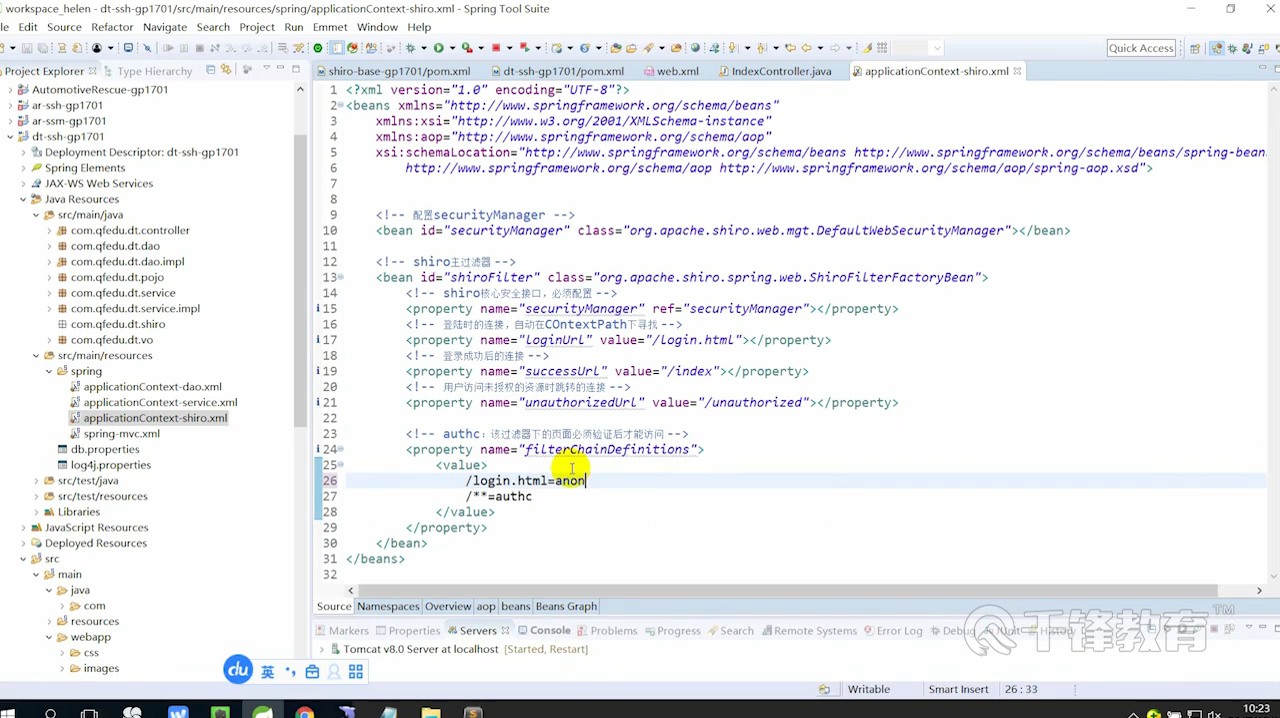 workspace_helen - dt-ssh-gp1701/src/main/resources/spring/applicationContext-shiro.xml - Spring Tool Suite
le Edit Source Refactor Navigate Search Project Run Emmet Window Help
Quick Access
Project Explorer Type Hierarchy
shiro-base-gp1701/pom.xml dt-ssh-gp1701/pom.xml web.xml IndexController.java applicationContext-shiro.xml
AutomotiveRescue-gp1701
ar-ssh-gp1701
ar-ssm-gp1701
dt-ssh-gp1701
Deployment Descriptor: dt-ssh-gp1701
Spring Elements
JAX-WS Web Services
Java Resources
src/main/java
com.qfedu.dt.controller
com.qfedu.dt.dao
com.qfedu.dt.dao.impl
com.qfedu.dt.pojo
com.qfedu.dt.service
com.qfedu.dt.service.impl
com.qfedu.dt.shiro
com.qfedu.dt.vo
src/main/resources
spring
applicationContext-dao.xml
applicationContext-service.xml
applicationContext-shiro.xml
spring-mvc.xml
db.properties
log4j.properties
src/test/java
src/test/resources
Libraries
JavaScript Resources
Deployed Resources
src
main
java
com
resources
webapp
css
images
1 <?xml version="1.0" encoding="UTF-8"?>
2 <beans xmlns="http://www.springframework.org/schema/beans"
3 xmlns:xsi="http://www.w3.org/2001/XMLSchema-instance"
4 xmlns:aop="http://www.springframework.org/schema/aop"
5 xsi:schemaLocation="http://www.springframework.org/schema/beans http://www.springframework.org/schema/beans/spring-bean
6 http://www.springframework.org/schema/aop http://www.springframework.org/schema/aop/spring-aop.xsd">
7
8
9 <!-- 配置securityManager -->
10 <bean id="securityManager" class="org.apache.shiro.web.mgt.DefaultWebSecurityManager"></bean>
11
12 <!-- shiro主过滤器 -->
13 <bean id="shiroFilter" class="org.apache.shiro.spring.web.ShiroFilterFactoryBean">
14 <!-- shiro核心安全接口，必须配置 -->
15 <property name="securityManager" ref="securityManager"></property>
16 <!-- 登陆时的连接，自动在COntextPath下寻找 -->
17 <property name="loginUrl" value="/login.html"></property>
18 <!-- 登录成功后的连接 -->
19 <property name="successUrl" value="/index"></property>
20 <!-- 用户访问未授权的资源时跳转的连接 -->
21 <property name="unauthorizedUrl" value="/unauthorized"></property>
22
23 <!-- authc：该过滤器下的页面必须验证后才能访问 -->
24 <property name="filterChainDefinitions">
25 <value>
26 /login.html=anon
27 /**=authc
28 </value>
29 </property>
30 </bean>
31 </beans>
32
Source Namespaces Overview aop beans Beans Graph
Markers Properties Servers Console Problems Progress Search Remote Systems Error Log Debug JUnit History
Tomcat v8.0 Server at localhost [Started, Restart]
千锋教育 TM
du 英
Writable Smart Insert 26 : 33
10:23